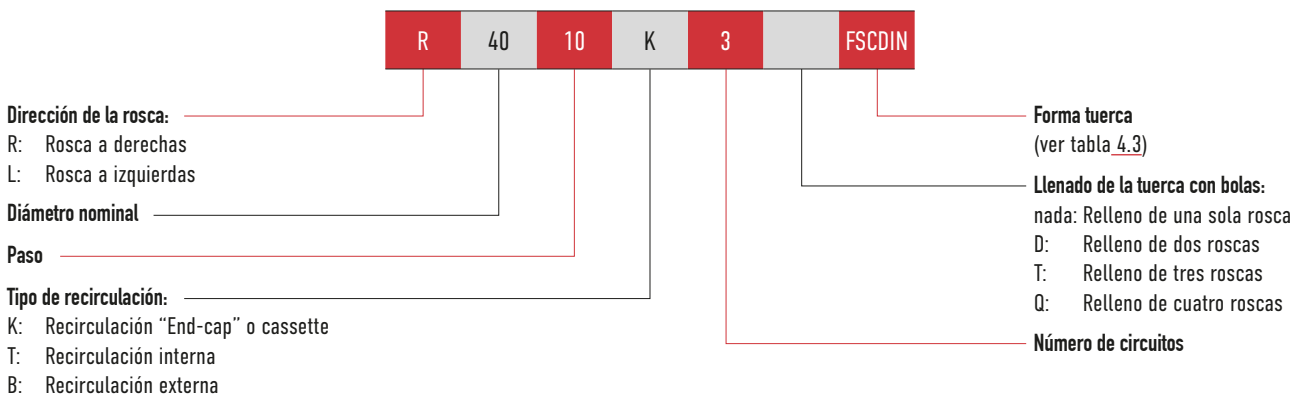 R 40 10 K 3 FSCDIN
Dirección de la rosca:
R: Rosca a derechas
L: Rosca a izquierdas
Diámetro nominal
Paso
Tipo de recirculación:
K: Recirculación “End-cap” o cassette
T: Recirculación interna
B: Recirculación externa
Forma tuerca
(ver tabla 4.3)
Llenado de la tuerca con bolas:
nada: Relleno de una sola rosca
D: Relleno de dos roscas
T: Relleno de tres roscas
Q: Relleno de cuatro roscas
Número de circuitos